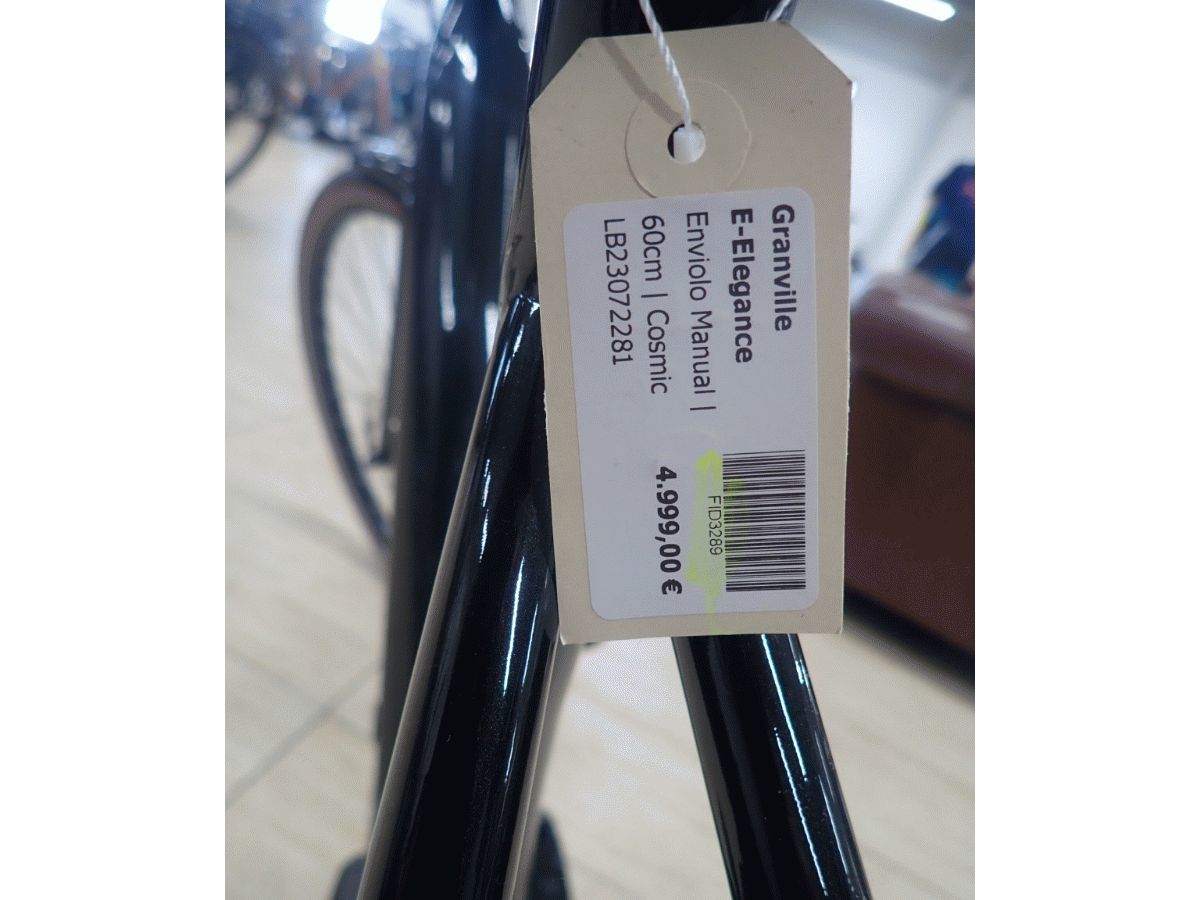 Granville
E-Elegance
Enviolo Manual |
60cm | Cosmic
LB23072281
FID3289
4.999,00 €